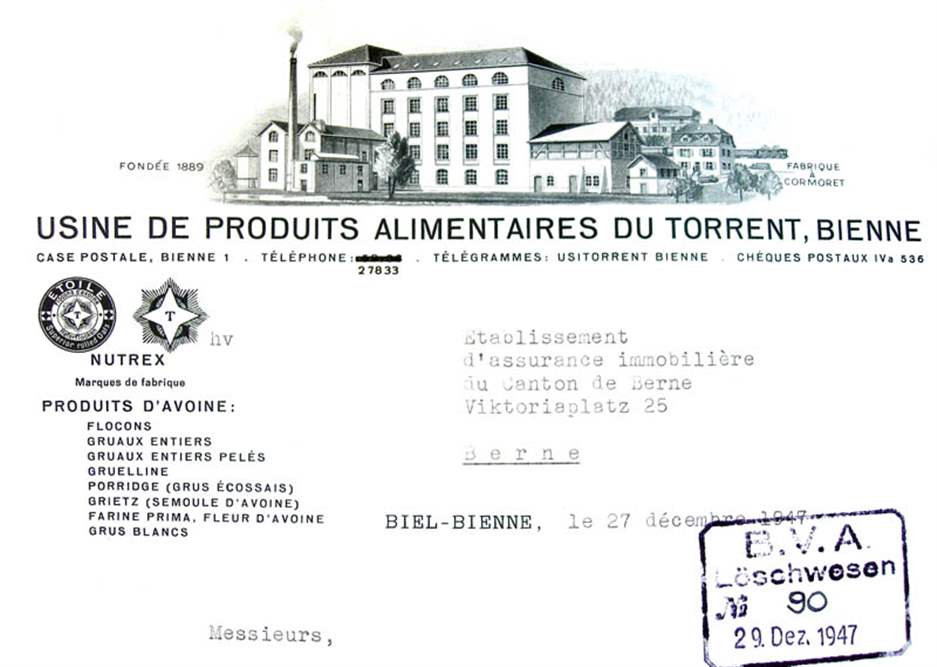 FONDÉE 1889
FABRIQUE
À
CORMORET
USINE DE PRODUITS ALIMENTAIRES DU TORRENT, BIENNE
CASE POSTALE, BIENNE 1 . TÉLÉPHONE: . TÉLÉGRAMMES: USITORRENT BIENNE . CHÈQUES POSTAUX IVa 536
27833
ETOILE
T
Superior rolled Oats
T
NUTREX
Marques de fabrique
hv
Etablissement
d'assurance immobilière
du Canton de Berne
Viktoriaplatz 25
Berne
PRODUITS D'AVOINE:
FLOCONS
GRUAUX ENTIERS
GRUAUX ENTIERS PELÉS
GRUELLINE
PORRIDGE (GRUS ÉCOSSAIS)
GRIETZ (SEMOULE D'AVOINE)
FARINE PRIMA, FLEUR D'AVOINE
GRUS BLANCS
BIEL-BIENNE, le 27 décembre 1947
B.V.A.
Löschwesen
№ 90
29. Dez. 1947
Messieurs,